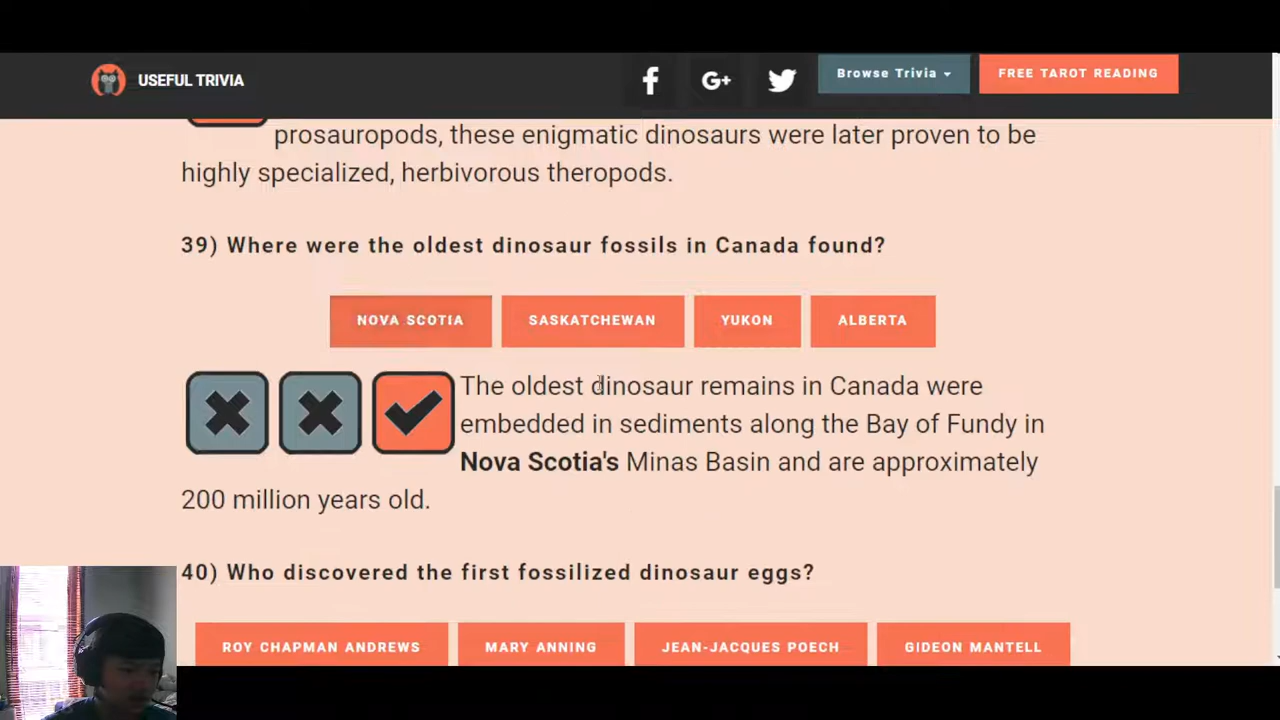 USEFUL TRIVIA
G+
Browse Trivia
FREE TAROT READING
prosauropods, these enigmatic dinosaurs were later proven to be
highly specialized, herbivorous theropods.
39) Where were the oldest dinosaur fossils in Canada found?
NOVA SCOTIA
SASKATCHEWAN
YUKON
ALBERTA
The oldest dinosaur remains in Canada were
embedded in sediments along the Bay of Fundy in
Nova Scotia's Minas Basin and are approximately
200 million years old.
40) Who discovered the first fossilized dinosaur eggs?
ROY CHAPMAN ANDREWS
MARY ANNING
JEAN-JACQUES POECH
GIDEON MANTELL